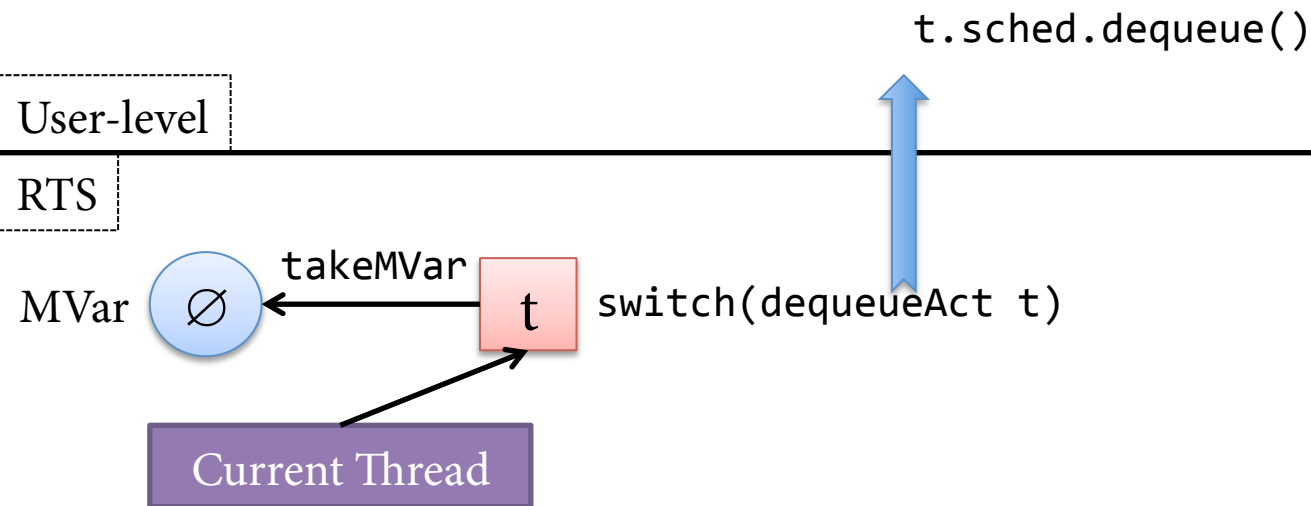 t.sched.dequeue()
User-level
RTS
takeMVar
MVar
∅
t
switch(dequeueAct t)
Current Thread